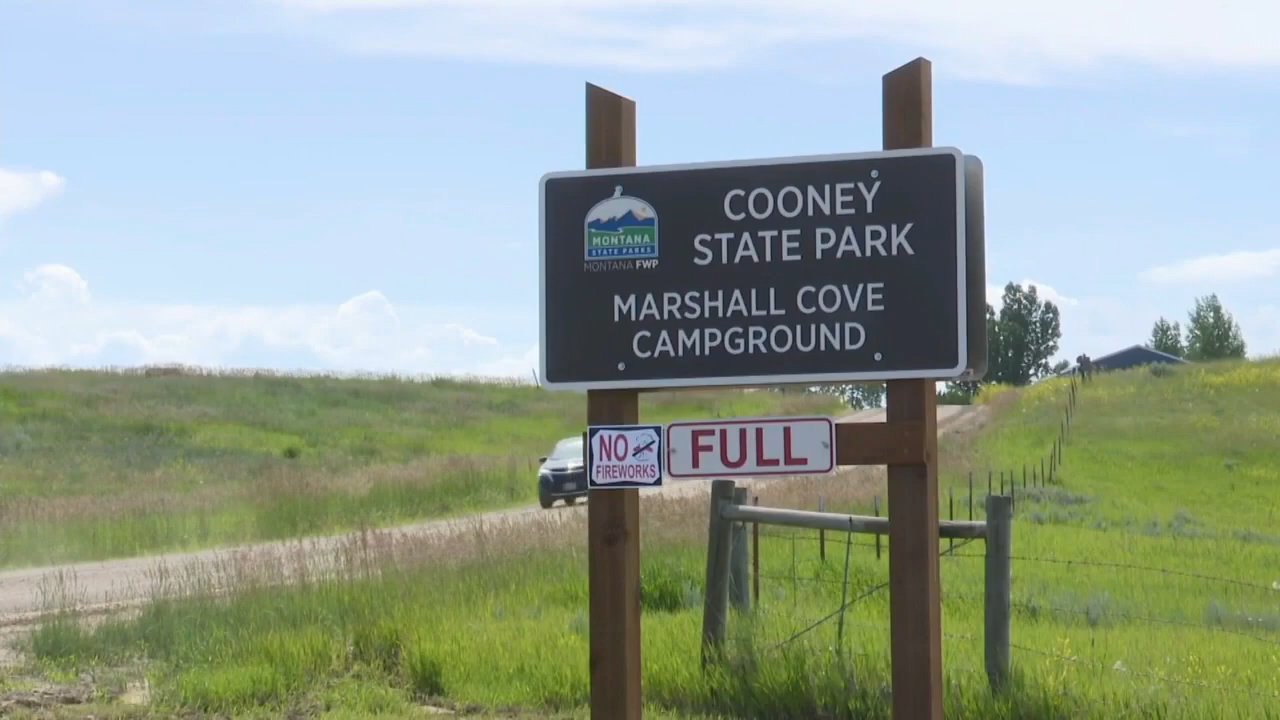 COONEY
STATE PARK
MONTANA
STATE PARKS
MONTANA FWP
MARSHALL COVE
CAMPGROUND
NO
FIREWORKS
FULL